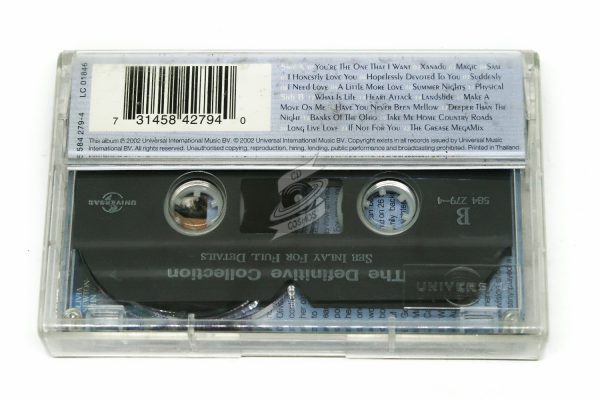 Side A: You're The One That I Want Xanadu Magic Sam
I Honestly Love You Hopelessly Devoted To You Suddenly
I Need Love A Little More Love Summer Nights Physical
Side B: What Is Life Heart Attack Landslide Make A
Move On Me Have You Never Been Mellow Deeper Than The
Night Banks Of The Ohio Take Me Home Country Roads
Long Live Love If Not For You The Grease MegaMix
LC 01846
584 279-4
7 31458 42794 0
This album ℗ 2002 Universal International Music BV. © 2002 Universal International Music BV. Copyright exists in all record issued by Universal Music
International BV. All rights reserved. Unauthorised copying, reproduction, hiring, lending, public performance and broadcasting prohibited. Printed in Thailand
CD
COSMOS
UNIVERSAL
B
584 279-4
See Inlay For Full Details
The Definitive Collection
UNIVERS